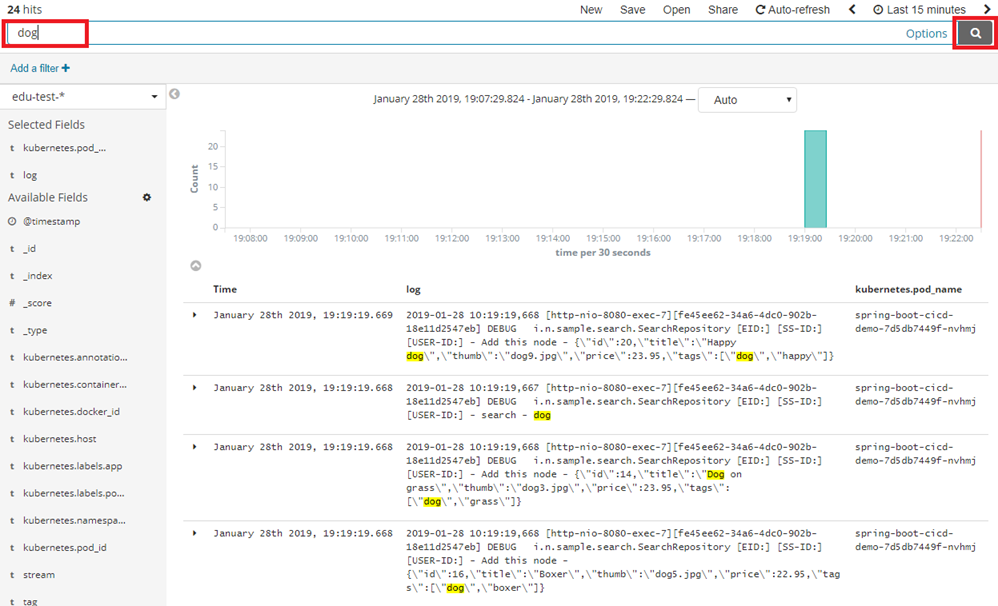 24 hits
New Save Open Share Auto-refresh Last 15 minutes
dog
Options
Add a filter +
edu-test-*
January 28th 2019, 19:07:29.824 - January 28th 2019, 19:22:29.824 — Auto
Selected Fields
t kubernetes.pod_...
t log
Available Fields
@timestamp
t _id
t _index
# _score
t _type
t kubernetes.annotatio...
t kubernetes.container...
t kubernetes.docker_id
t kubernetes.host
t kubernetes.labels.app
t kubernetes.labels.po...
t kubernetes.namespa...
t kubernetes.pod_id
t stream
t tag
Count
20
15
10
5
0
19:08:00 19:09:00 19:10:00 19:11:00 19:12:00 19:13:00 19:14:00 19:15:00 19:16:00 19:17:00 19:18:00 19:19:00 19:20:00 19:21:00 19:22:00
time per 30 seconds
Time log kubernetes.pod_name
January 28th 2019, 19:19:19.669
2019-01-28 10:19:19,668 [http-nio-8080-exec-7][fe45ee62-34a6-4dc0-902b-
18e11d2547eb] DEBUG i.n.sample.search.SearchRepository [EID:] [SS-ID:]
[USER-ID:] - Add this node - {\"id\":20,\"title\":\"Happy
dog\",\"thumb\":\"dog9.jpg\",\"price\":23.95,\"tags\":[\"dog\",\"happy\"]}
spring-boot-cicd-
demo-7d5db7449f-nvhmj
January 28th 2019, 19:19:19.668
2019-01-28 10:19:19,667 [http-nio-8080-exec-7][fe45ee62-34a6-4dc0-902b-
18e11d2547eb] DEBUG i.n.sample.search.SearchRepository [EID:] [SS-ID:]
[USER-ID:] - search - dog
spring-boot-cicd-
demo-7d5db7449f-nvhmj
January 28th 2019, 19:19:19.668
2019-01-28 10:19:19,668 [http-nio-8080-exec-7][fe45ee62-34a6-4dc0-902b-
18e11d2547eb] DEBUG i.n.sample.search.SearchRepository [EID:] [SS-ID:]
[USER-ID:] - Add this node - {\"id\":14,\"title\":\"Dog on
grass\",\"thumb\":\"dog3.jpg\",\"price\":23.95,\"tags\":
[\"dog\",\"grass\"]}
spring-boot-cicd-
demo-7d5db7449f-nvhmj
January 28th 2019, 19:19:19.668
2019-01-28 10:19:19,668 [http-nio-8080-exec-7][fe45ee62-34a6-4dc0-902b-
18e11d2547eb] DEBUG i.n.sample.search.SearchRepository [EID:] [SS-ID:]
[USER-ID:] - Add this node -
{\"id\":16,\"title\":\"Boxer\",\"thumb\":\"dog5.jpg\",\"price\":22.95,\"tag
s\":[\"dog\",\"boxer\"]}
spring-boot-cicd-
demo-7d5db7449f-nvhmj